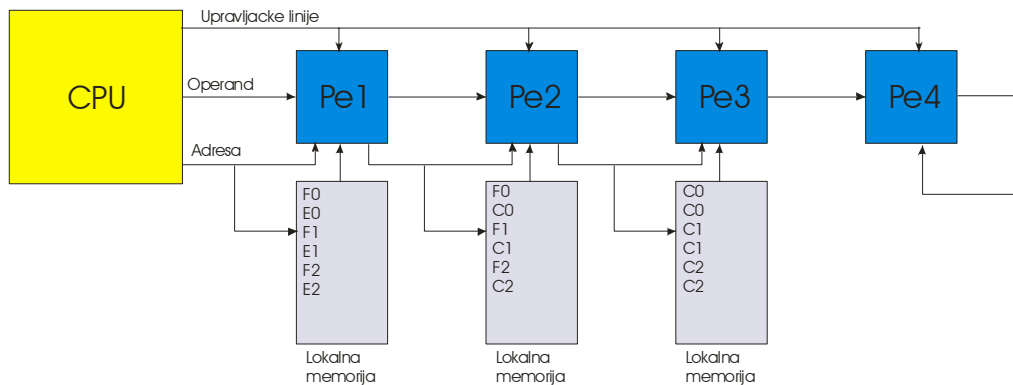 Upravljacke linije
CPU
Operand
Pe1
Pe2
Pe3
Pe4
Adresa
F0
E0
F1
E1
F2
E2
F0
C0
F1
C1
F2
C2
C0
C0
C1
C1
C2
C2
Lokalna
memorija
Lokalna
memorija
Lokalna
memorija